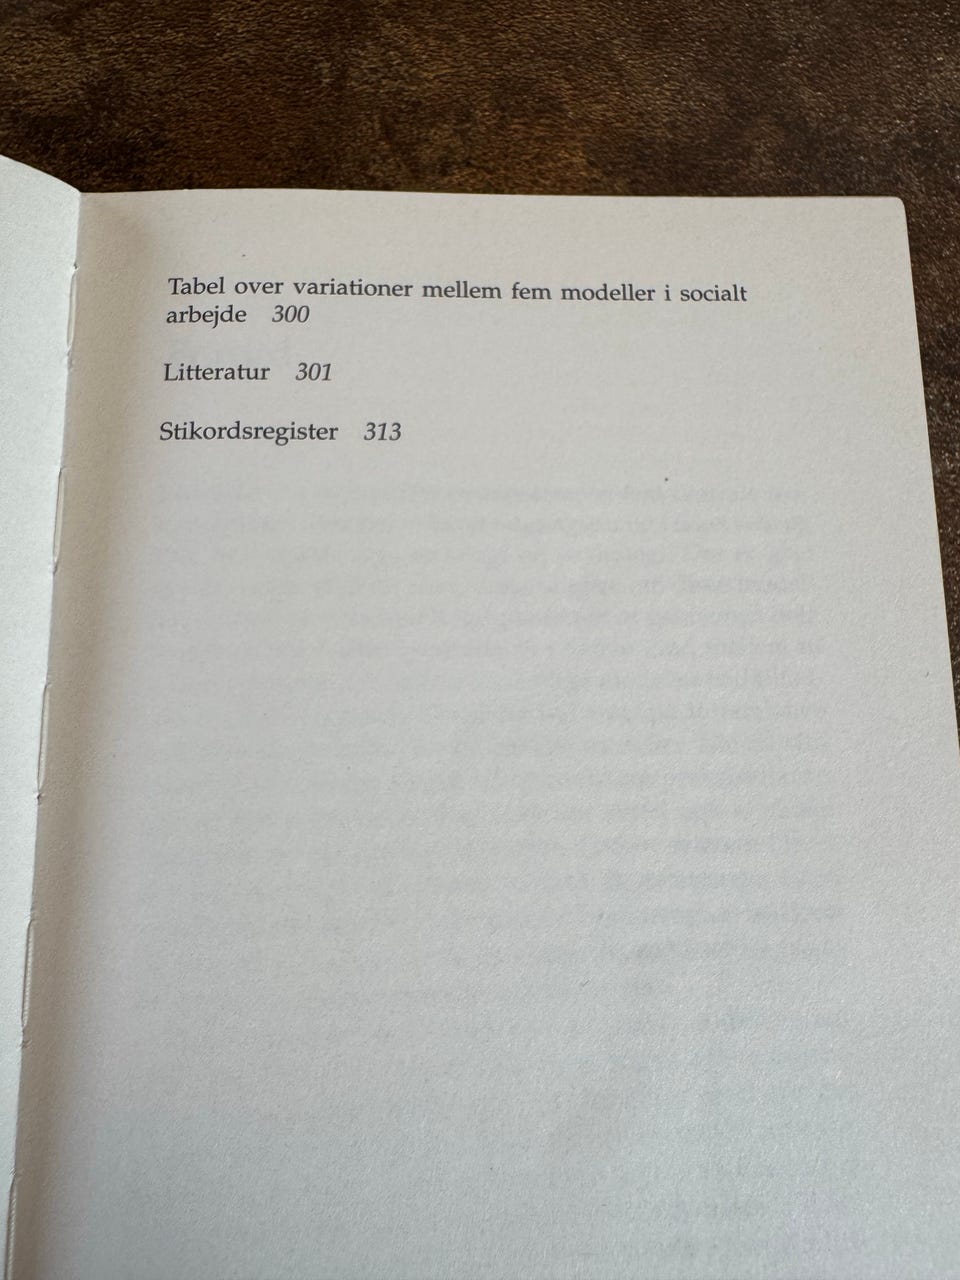 Tabel over variationer mellem fem modeller i socialt
arbejde 300
Litteratur 301
Stikordsregister 313